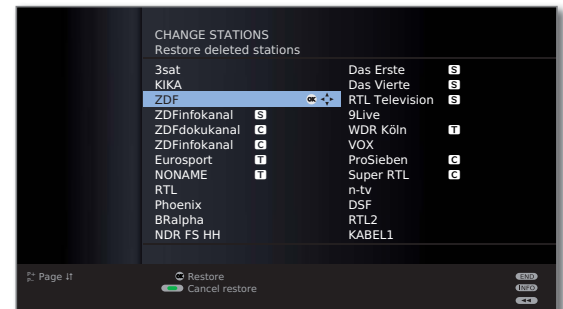 CHANGE STATIONS
Restore deleted stations
3sat
KIKA
ZDF OK
ZDFinfokanal S
ZDFdokukanal C
ZDFinfokanal C
Eurosport T
NONAME T
RTL
Phoenix
BRalpha
NDR FS HH
Das Erste S
Das Vierte S
RTL Television S
9Live
WDR Köln T
VOX
ProSieben C
Super RTL C
n-tv
DSF
RTL2
KABEL1
P+ P- Page
OK Restore
Cancel restore
END
INFO